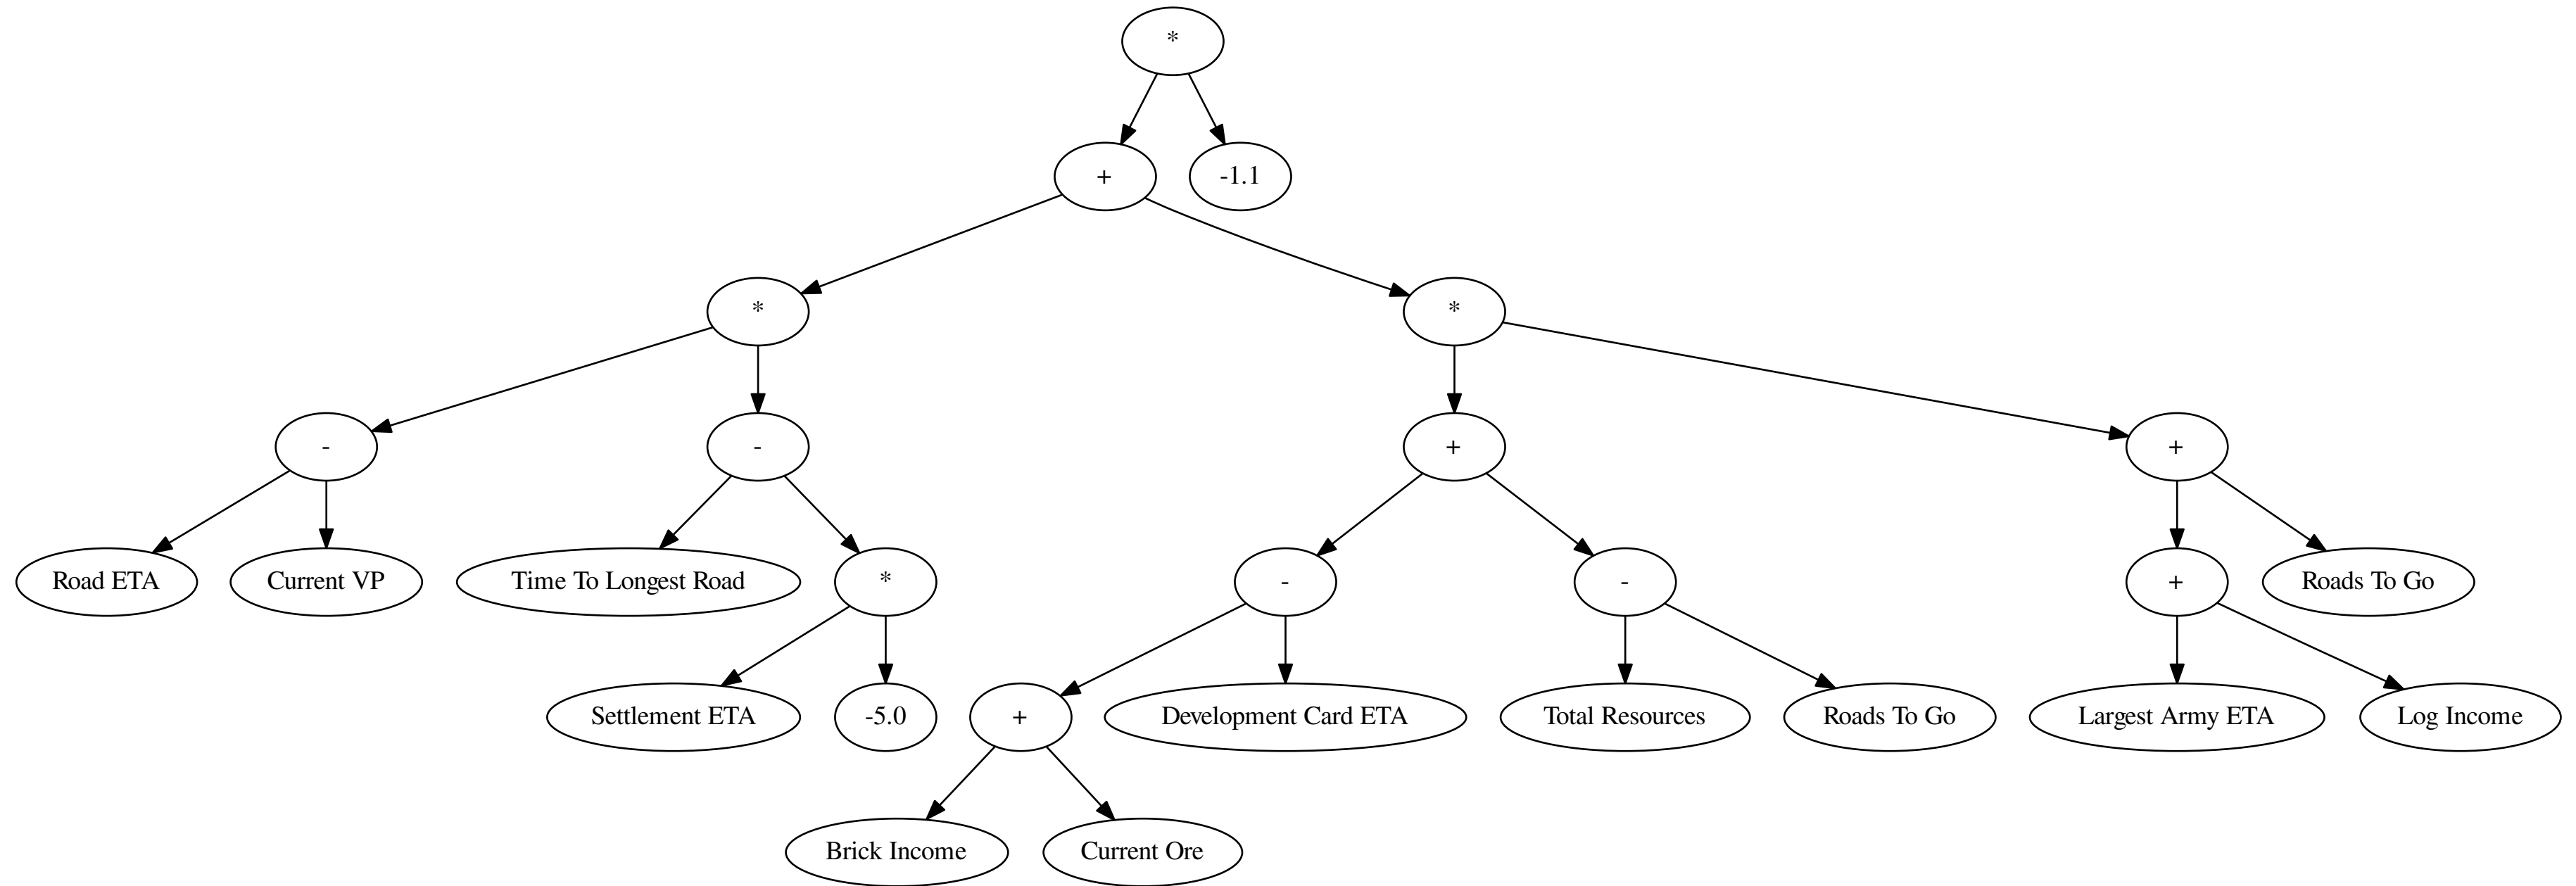 *
+
-1.1
*
*
-
-
+
+
Road ETA
Current VP
Time To Longest Road
*
-
-
+
Roads To Go
Settlement ETA
-5.0
+
Development Card ETA
Total Resources
Roads To Go
Largest Army ETA
Log Income
Brick Income
Current Ore